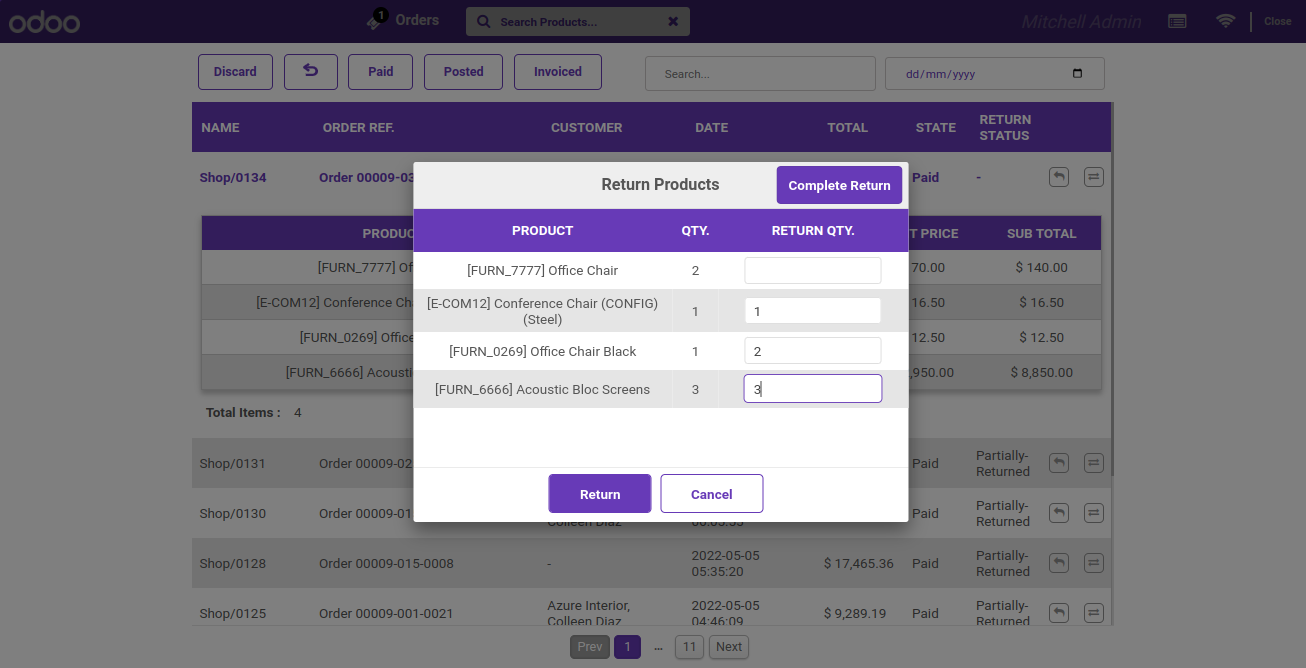 odoo
1
Orders
Search Products...
Mitchell Admin
Close
Discard
Paid
Posted
Invoiced
Search...
dd/mm/yyyy
NAME ORDER REF. CUSTOMER DATE TOTAL STATE RETURN
STATUS
Shop/0134 Order 00009-03 Paid -
Return Products
Complete Return
PRODUCT QTY. RETURN QTY.
[FURN_7777] Office Chair 2
[E-COM12] Conference Chair (CONFIG)
(Steel) 1 1
[FURN_0269] Office Chair Black 1 2
[FURN_6666] Acoustic Bloc Screens 3 3
Return
Cancel
PRODUC T PRICE SUB TOTAL
[FURN_7777] Of 70.00 $ 140.00
[E-COM12] Conference Cha 16.50 $ 16.50
[FURN_0269] Office 12.50 $ 12.50
[FURN_6666] Acousti ,950.00 $ 8,850.00
Total Items : 4
Shop/0131 Order 00009-02 Paid Partially-
Returned
Shop/0130 Order 00009-01 Paid Partially-
Returned
Shop/0128 Order 00009-015-0008 - 2022-05-05
05:35:20 $ 17,465.36 Paid Partially-
Returned
Shop/0125 Order 00009-001-0021 Azure Interior,
Colleen Diaz 2022-05-05
04:46:09 $ 9,289.19 Paid Partially-
Returned
Prev 1 ... 11 Next